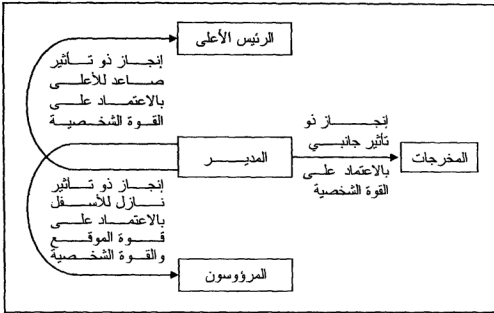 الرئيس الأعلى
إنجاز ذو تأثير
صاعد للأعلى
بالاعتماد على
القوة الشخصية
إنجاز ذو
تأثير جانبي
بالاعتماد على
القوة الشخصية
المدير
المخرجات
إنجاز ذو تأثير
نازل للأسفل
بالاعتماد على
قوة الموقع
والقوة الشخصية
المرؤوسون